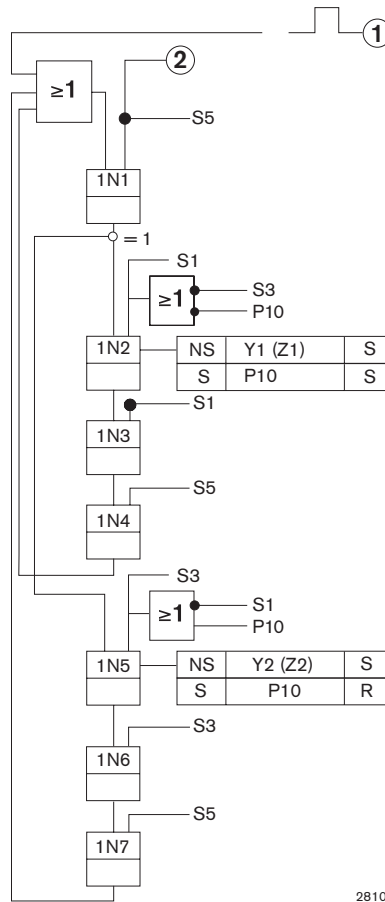 1
2
≥1
S5
1N1
= 1
S1
≥1
S3
P10
1N2
NS Y1 (Z1) S
S P10 S
S1
1N3
S5
1N4
S3
≥1
S1
P10
1N5
NS Y2 (Z2) S
S P10 R
S3
1N6
S5
1N7
2810